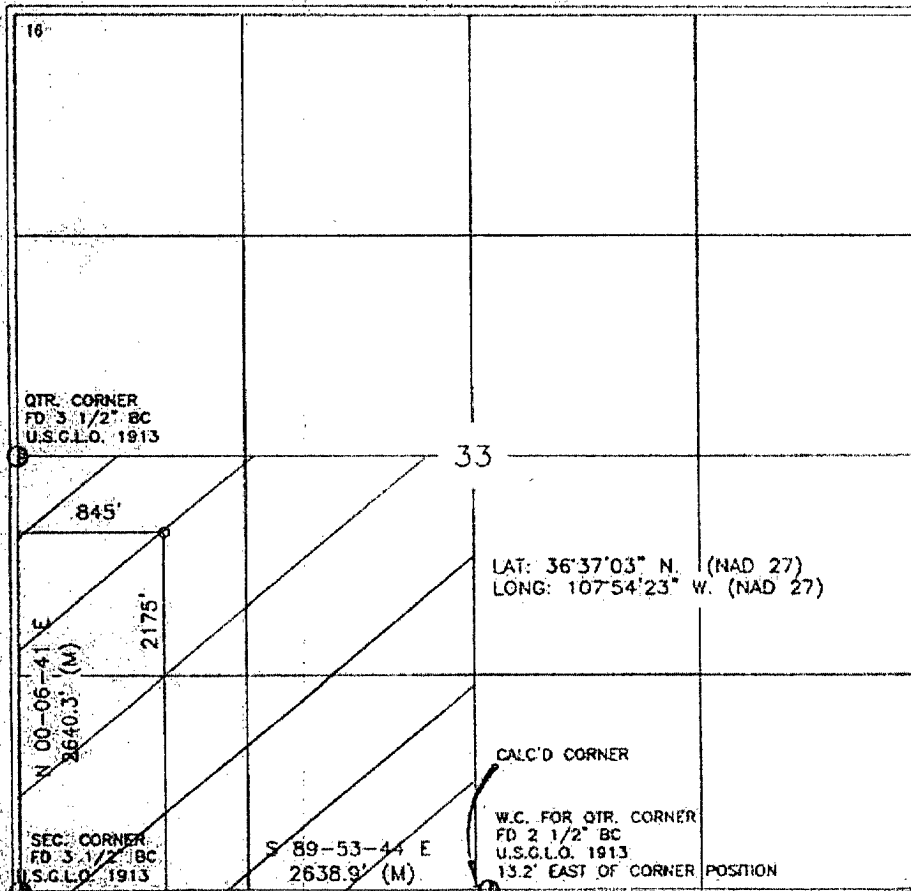 16
QTR. CORNER
FD 3 1/2" BC
U.S.G.L.O. 1913
33
845'
2175'
LAT: 36°37'03" N. (NAD 27)
LONG: 107°54'23" W. (NAD 27)
N 00-06-41 E
2640.3' (M)
CALC'D CORNER
SEC. CORNER
FD 3 1/2" BC
U.S.G.L.O. 1913
S 89-53-44 E
2638.9' (M)
W.C. FOR QTR. CORNER
FD 2 1/2" BC
U.S.G.L.O. 1913
13.2' EAST OF CORNER POSITION